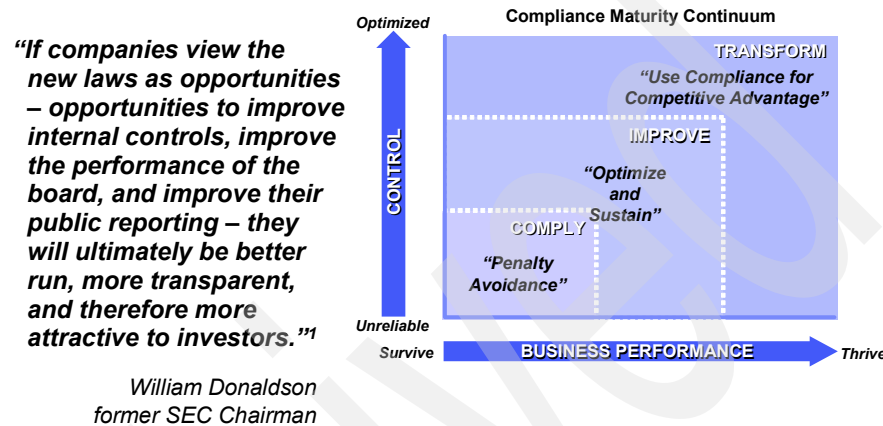 “If companies view the
new laws as opportunities
– opportunities to improve
internal controls, improve
the performance of the
board, and improve their
public reporting – they
will ultimately be better
run, more transparent,
and therefore more
attractive to investors.”1
William Donaldson
former SEC Chairman
Compliance Maturity Continuum
Optimized
CONTROL
Unreliable
TRANSFORM
“Use Compliance for
Competitive Advantage”
IMPROVE
“Optimize
and
Sustain”
COMPLY
“Penalty
Avoidance”
Survive
BUSINESS PERFORMANCE
Thrive